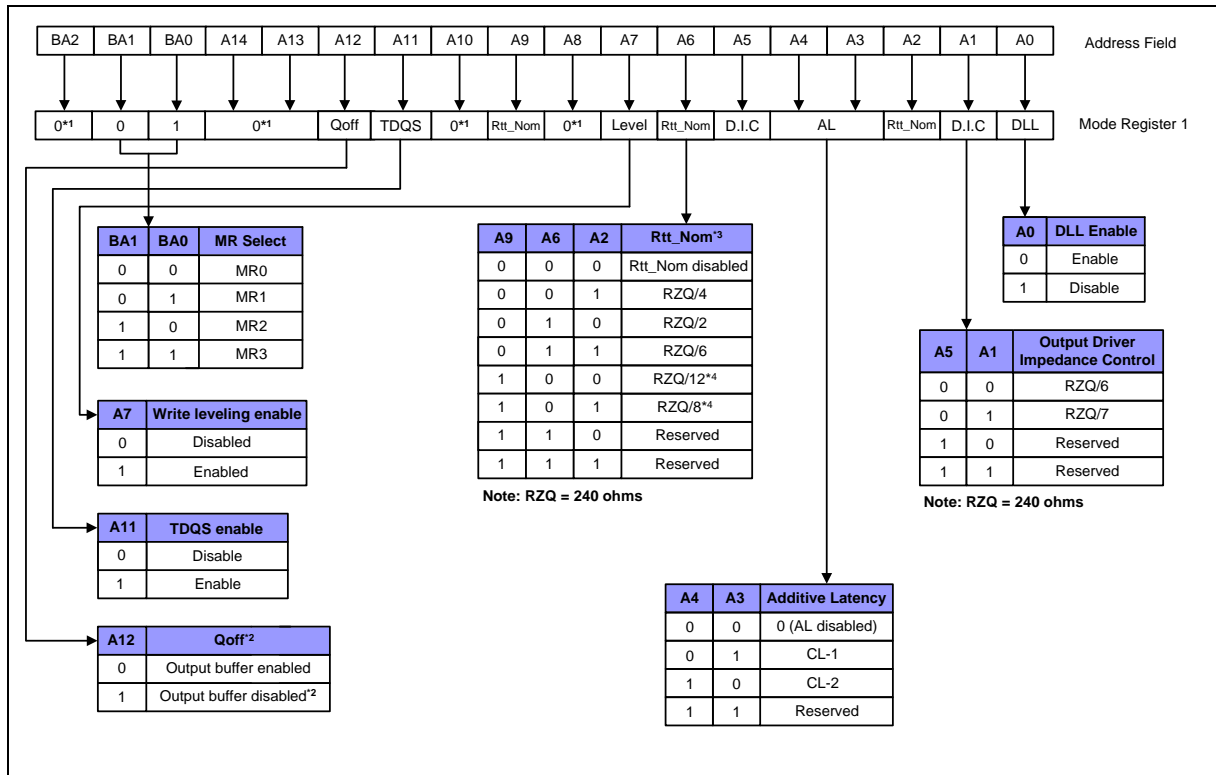 BA2 BA1 BA0 A14 A13 A12 A11 A10 A9 A8 A7 A6 A5 A4 A3 A2 A1 A0 Address Field
0*1 0 1 0*1 Qoff TDQS 0*1 Rtt_Nom 0*1 Level Rtt_Nom D.I.C AL Rtt_Nom D.I.C DLL Mode Register 1
BA1 BA0 MR Select
0 0 MR0
0 1 MR1
1 0 MR2
1 1 MR3
A7 Write leveling enable
0 Disabled
1 Enabled
A11 TDQS enable
0 Disable
1 Enable
A12 Qoff*2
0 Output buffer enabled
1 Output buffer disabled*2
A9 A6 A2 Rtt_Nom*3
0 0 0 Rtt_Nom disabled
0 0 1 RZQ/4
0 1 0 RZQ/2
0 1 1 RZQ/6
1 0 0 RZQ/12*4
1 0 1 RZQ/8*4
1 1 0 Reserved
1 1 1 Reserved
Note: RZQ = 240 ohms
A4 A3 Additive Latency
0 0 0 (AL disabled)
0 1 CL-1
1 0 CL-2
1 1 Reserved
A0 DLL Enable
0 Enable
1 Disable
A5 A1 Output Driver
Impedance Control
0 0 RZQ/6
0 1 RZQ/7
1 0 Reserved
1 1 Reserved
Note: RZQ = 240 ohms